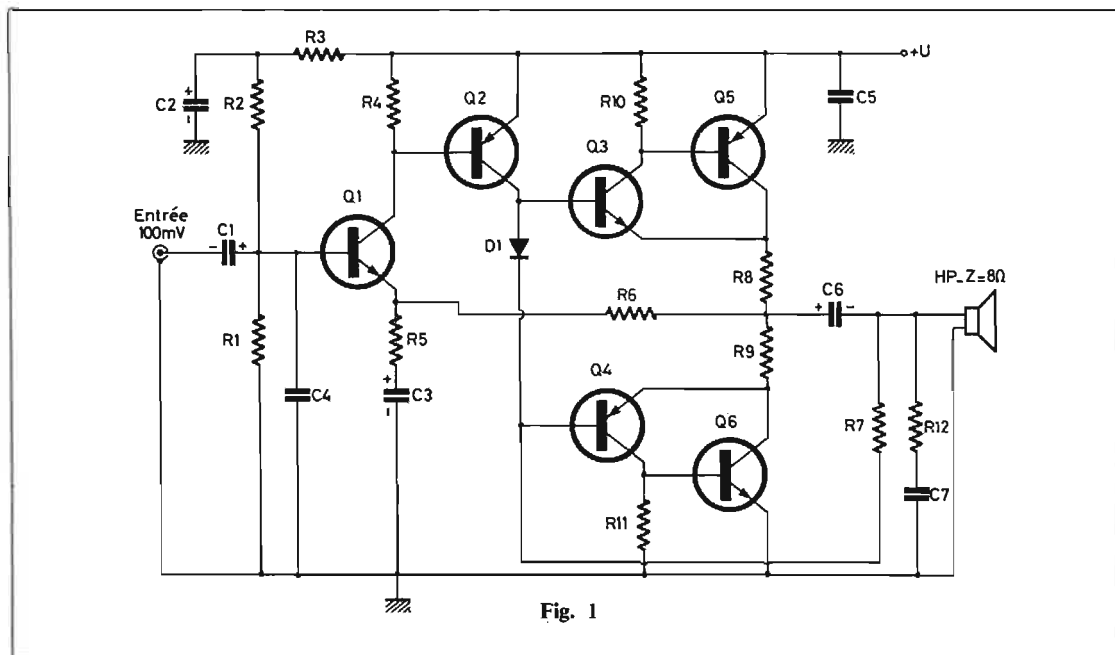 R3
+U
C2
+
-
R2
R4
Q2
R10
Q5
C5
Q3
Entrée
100mV
C1
-
+
Q1
D1
R8
HP_Z=8Ω
C6
+
-
R6
R1
R5
R9
C4
+
-
C3
Q4
Q6
R7
R12
C7
R11
Fig. 1